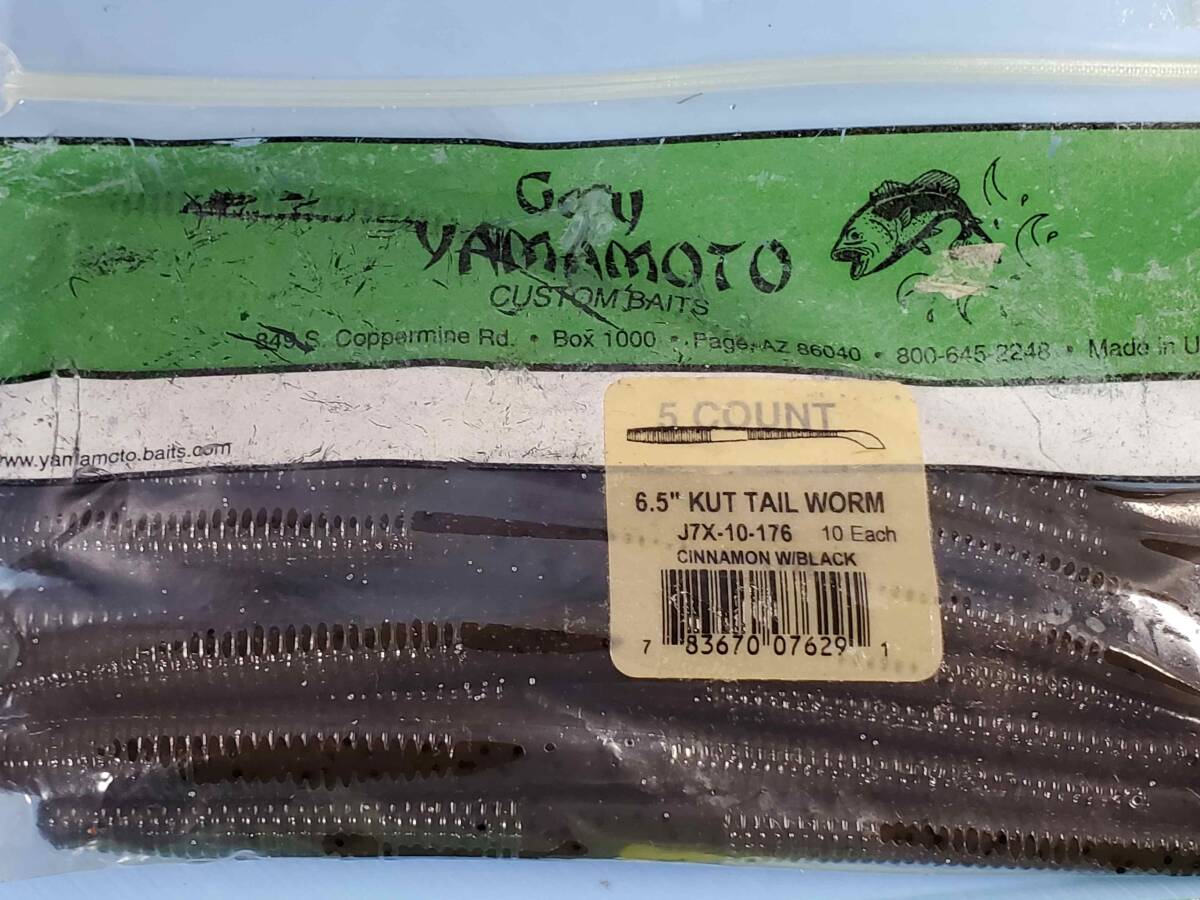 Gary
YAMAMOTO
CUSTOM BAITS
849 S. Coppermine Rd. • Box 1000 • Page, AZ 86040 • 800-645-2248 • Made in U
www.yamamoto.baits.com
5 COUNT
6.5" KUT TAIL WORM
J7X-10-176 10 Each
CINNAMON W/BLACK
7 83670 07629 1